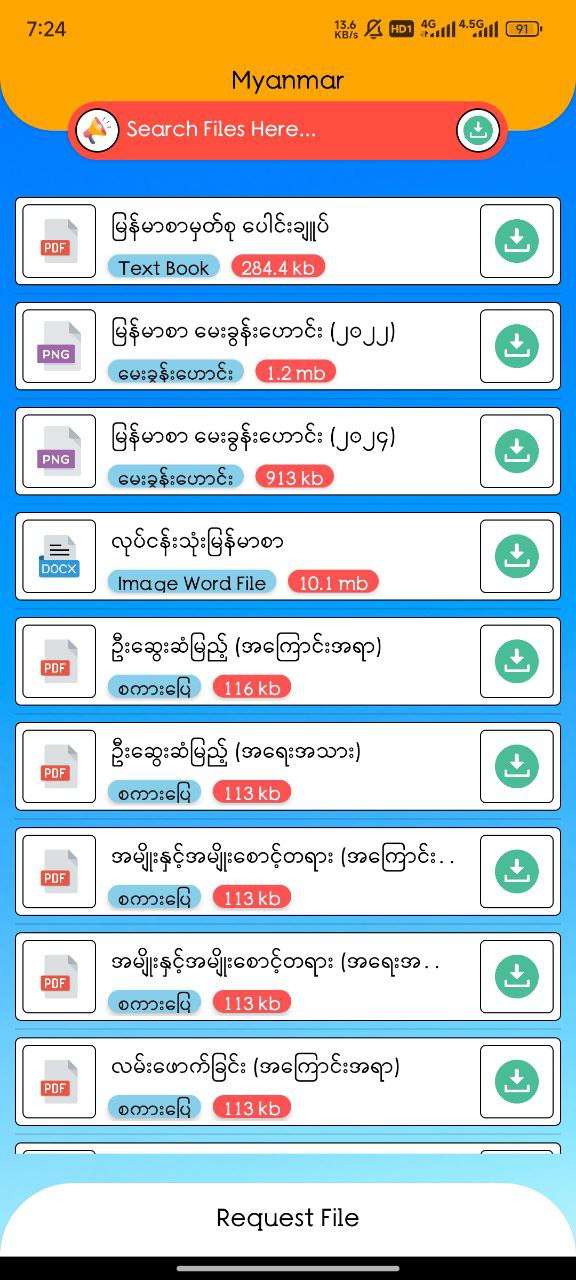 7:24
13.6 KB/s HD1 4G 4.5G 91
Myanmar
Search Files Here...
PDF
မြန်မာစာမှတ်စု ပေါင်းချျုပ်
Text Book 284.4 kb
PNG
မြန်မာစာ မေးခွန်းဟောင်း (၂၀၂၂)
မေးခွန်းဟောင်း 1.2 mb
PNG
မြန်မာစာ မေးခွန်းဟောင်း (၂၀၂၄)
မေးခွန်းဟောင်း 913 kb
DOCX
လုပ်ငန်းသုံးမြန်မာစာ
Image Word File 10.1 mb
PDF
ဦးဆွေးဆံမြည့် (အကြောင်းအရာ)
စကားပြေ 116 kb
PDF
ဦးဆွေးဆံမြည့် (အရေးအသား)
စကားပြေ 113 kb
PDF
အမျိုးနှင့်အမျိုးစောင့်တရား (အကြောင်း..
စကားပြေ 113 kb
PDF
အမျိုးနှင့်အမျိုးစောင့်တရား (အရေးအ..
စကားပြေ 113 kb
PDF
လမ်းဖောက်ခြင်း (အကြောင်းအရာ)
စကားပြေ 113 kb
Request File